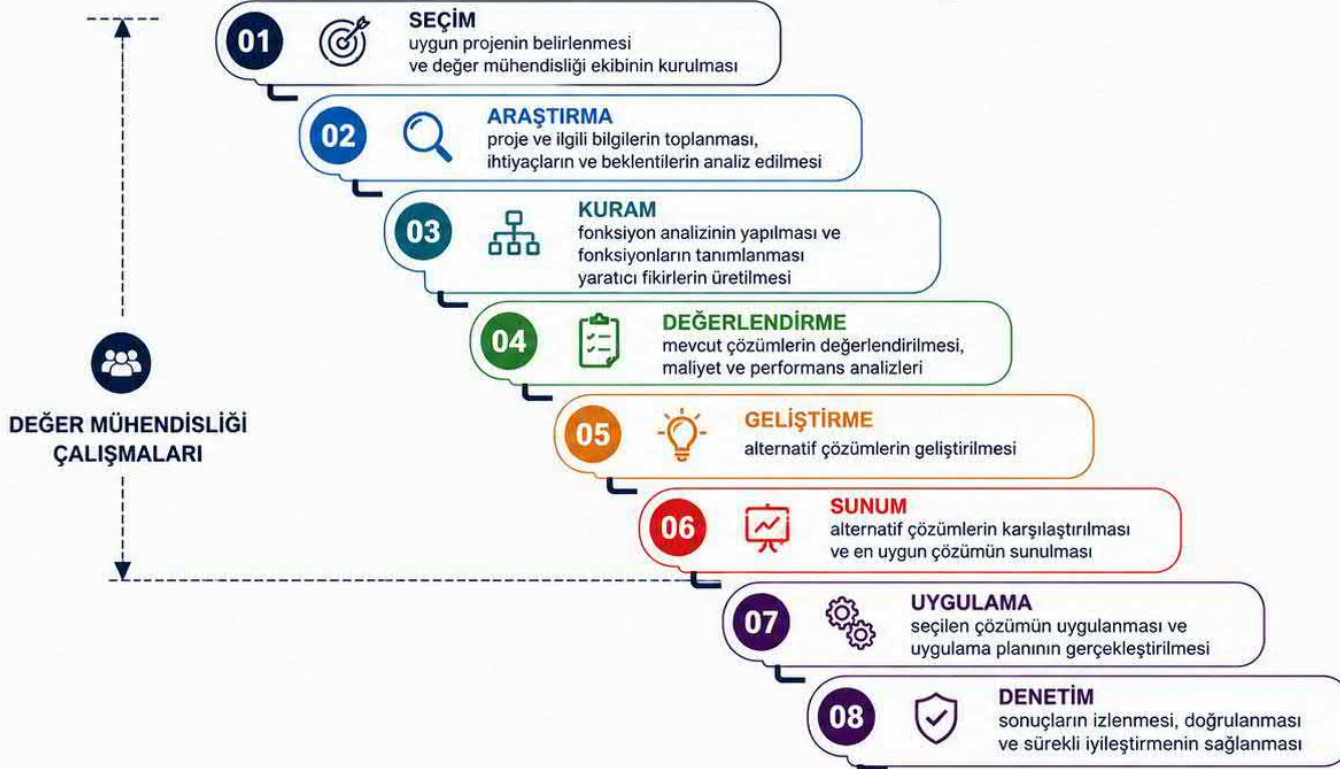 01
SEÇİM
uygun projenin belirlenmesi
ve değer mühendisliği ekibinin kurulması
02
ARAŞTIRMA
proje ve ilgili bilgilerin toplanması,
ihtiyaçların ve beklentilerin analiz edilmesi
03
KURAM
fonksiyon analizinin yapılması ve
fonksiyonların tanımlanması
yaratıcı fikirlerin üretilmesi
04
DEĞERLENDİRME
mevcut çözümlerin değerlendirilmesi,
maliyet ve performans analizleri
DEĞER MÜHENDİSLİĞİ
ÇALIŞMALARI
05
GELİŞTİRME
alternatif çözümlerin geliştirilmesi
06
SUNUM
alternatif çözümlerin karşılaştırılması
ve en uygun çözümün sunulması
07
UYGULAMA
seçilen çözümün uygulanması ve
uygulama planının gerçekleştirilmesi
08
DENETİM
sonuçların izlenmesi, doğrulanması
ve sürekli iyileştirmenin sağlanması